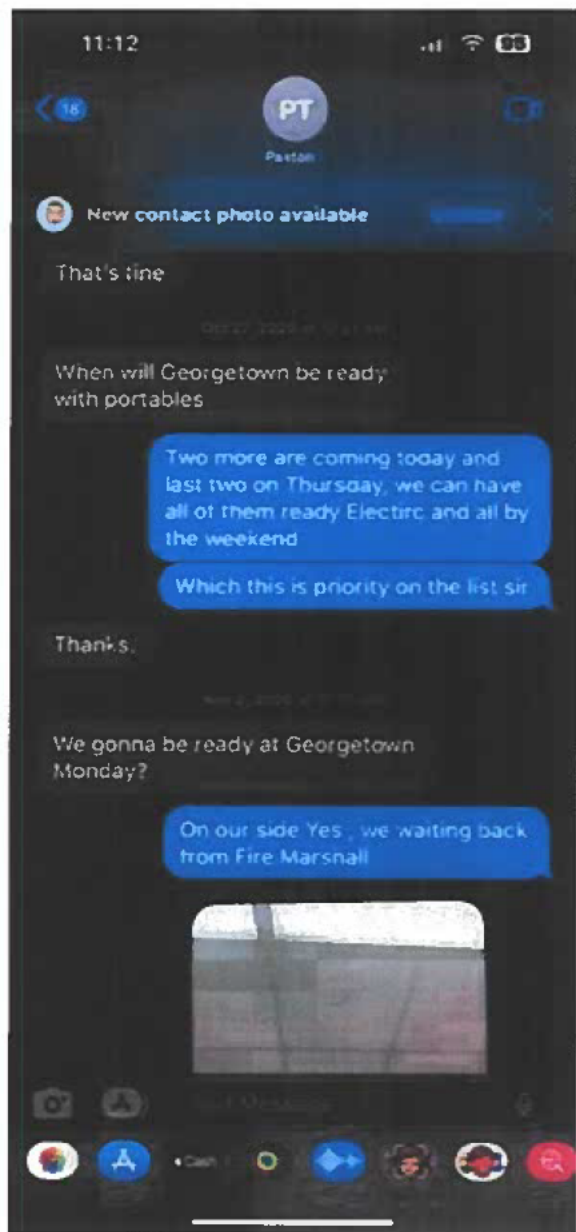 11:12
98
18
PT
Paxton
New contact photo available
That's fine
When will Georgetown be ready
with portables
Two more are coming today and
last two on Thursday, we can have
all of them ready Electirc and all by
the weekend
Which this is priority on the list sir
Thanks.
We gonna be ready at Georgetown
Monday?
On our side Yes , we waiting back
from Fire Marshall
Cash